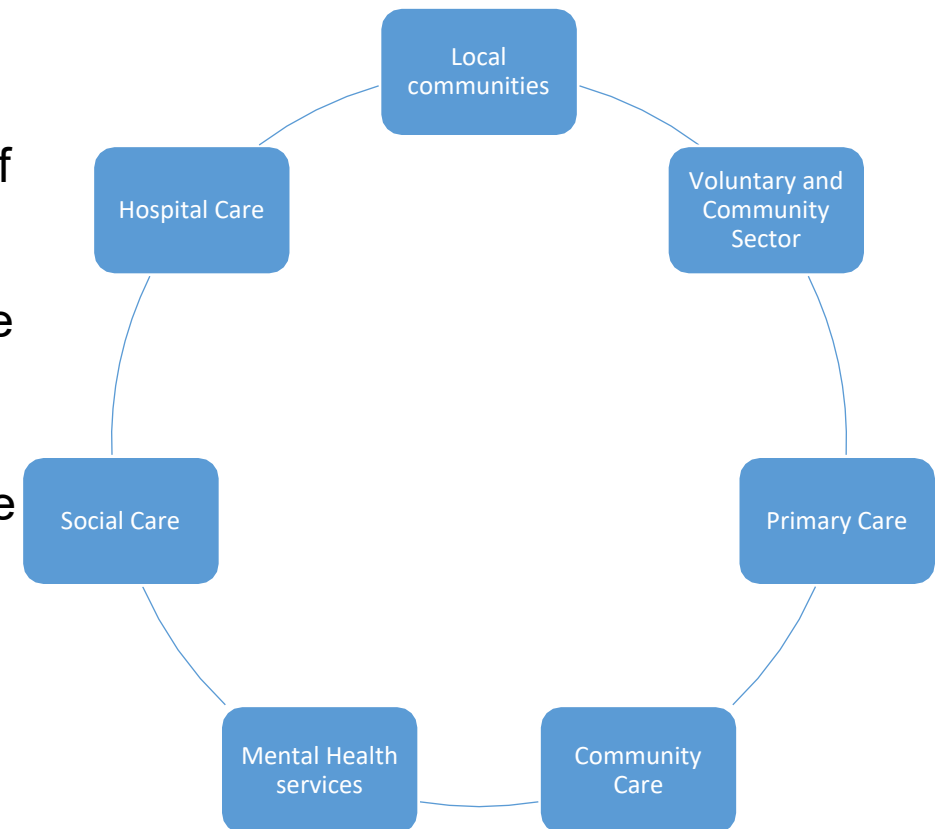 Local
communities
f
Hospital Care
Voluntary and
Community
Sector
e
e
Social Care
Primary Care
Mental Health
services
Community
Care